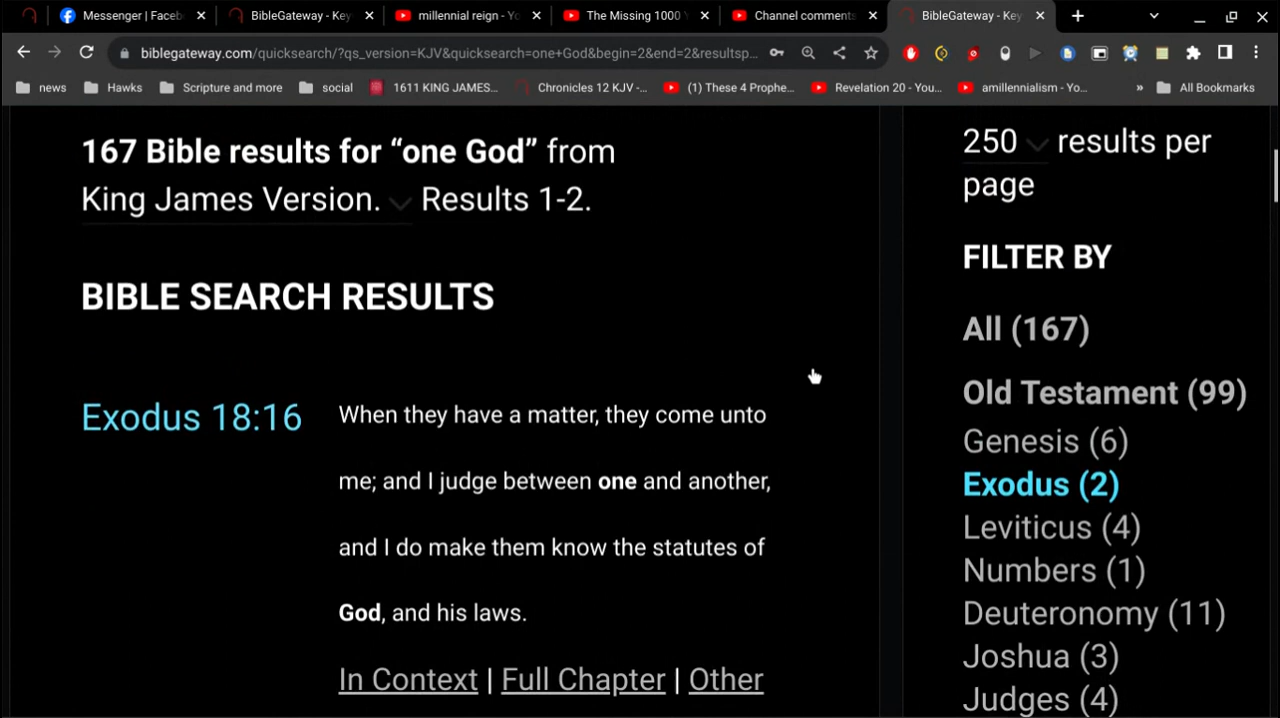 Messenger | Faceb
BibleGateway - Key
millennial reign - Yo
The Missing 1000 Y
Channel comments
BibleGateway - Key
biblegateway.com/quicksearch/?qs_version=KJV&quicksearch=one+God&begin=2&end=2&resultsp...
news
Hawks
Scripture and more
social
1611 KING JAMES...
Chronicles 12 KJV -...
(1) These 4 Prophe...
Revelation 20 - You...
amillennialism - Yo...
»
All Bookmarks
167 Bible results for “one God” from
King James Version. Results 1-2.
BIBLE SEARCH RESULTS
Exodus 18:16
When they have a matter, they come unto
me; and I judge between one and another,
and I do make them know the statutes of
God, and his laws.
In Context | Full Chapter | Other
250 results per
page
FILTER BY
All (167)
Old Testament (99)
Genesis (6)
Exodus (2)
Leviticus (4)
Numbers (1)
Deuteronomy (11)
Joshua (3)
Judges (4)